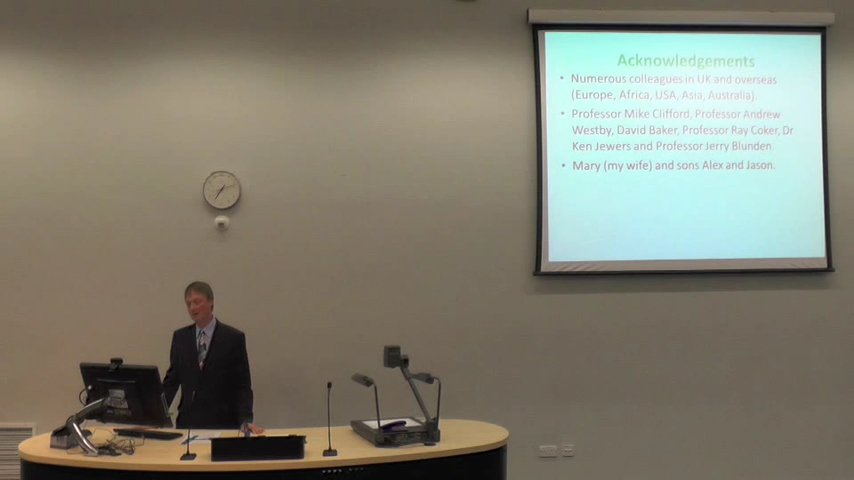 Acknowledgements
• Numerous colleagues in UK and overseas
(Europe, Africa, USA, Asia, Australia).
• Professor Mike Clifford, Professor Andrew
Westby, David Baker, Professor Ray Coker, Dr
Ken Jewers and Professor Jerry Blunden.
• Mary (my wife) and sons Alex and Jason.